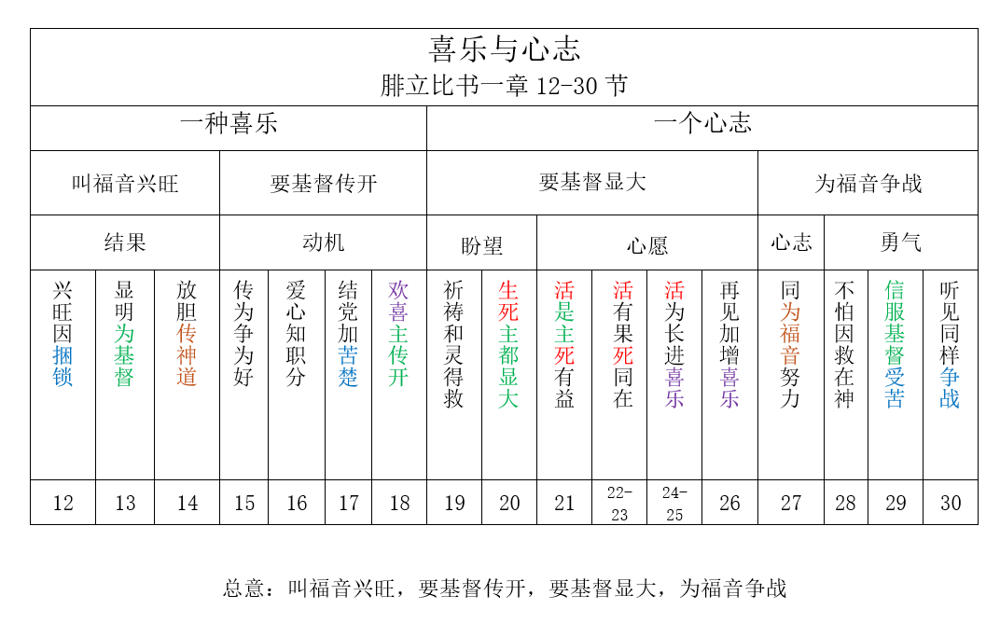 喜乐与心志
腓立比书一章 12-30 节
一种喜乐
一个心志
叫福音兴旺
要基督传开
要基督显大
为福音争战
结果
动机
盼望
心愿
心志
勇气
兴旺因捆锁
显明为基督
放胆传神道
传为争为好
爱心知职分
结党加苦楚
欢喜主传开
祈祷和灵得救
生死主都显大
活是主死有益
活有果死同在
活为长进喜乐
再见加增喜乐
同为福音努力
不怕因救在神
信服基督受苦
听见同样争战
12
13
14
15
16
17
18
19
20
21
22-
23
24-
25
26
27
28
29
30
总意：叫福音兴旺，要基督传开，要基督显大，为福音争战